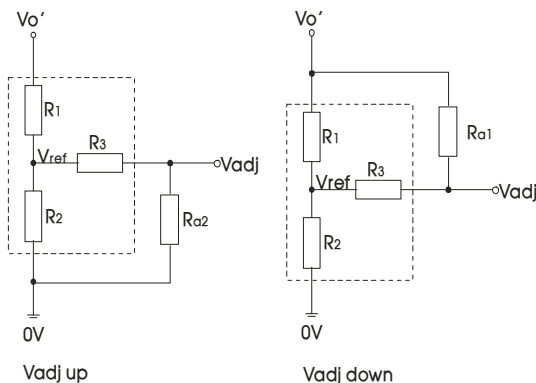 Vo'
R1
Vref
R3
Vadj
R2
Ra2
0V
Vadj up
Vo'
R1
Ra1
Vref
R3
Vadj
R2
0V
Vadj down